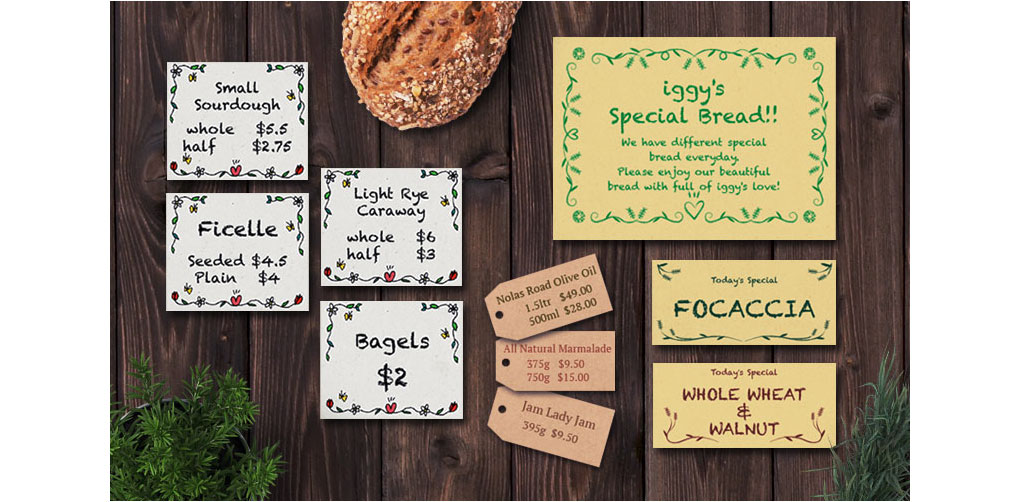 Small
Sourdough
whole $5.5
half $2.75
Ficelle
Seeded $4.5
Plain $4
Light Rye
Caraway
whole $6
half $3
Bagels
$2
iggy's
Special Bread!!
We have different special
bread everyday.
Please enjoy our beautiful
bread with full of iggy's love!
Nolas Road Olive Oil
1.5ltr $49.00
500ml $28.00
All Natural Marmalade
375g $9.50
750g $15.00
Jam Lady Jam
395g $9.50
Today's Special
FOCACCIA
Today's Special
WHOLE WHEAT
&
WALNUT